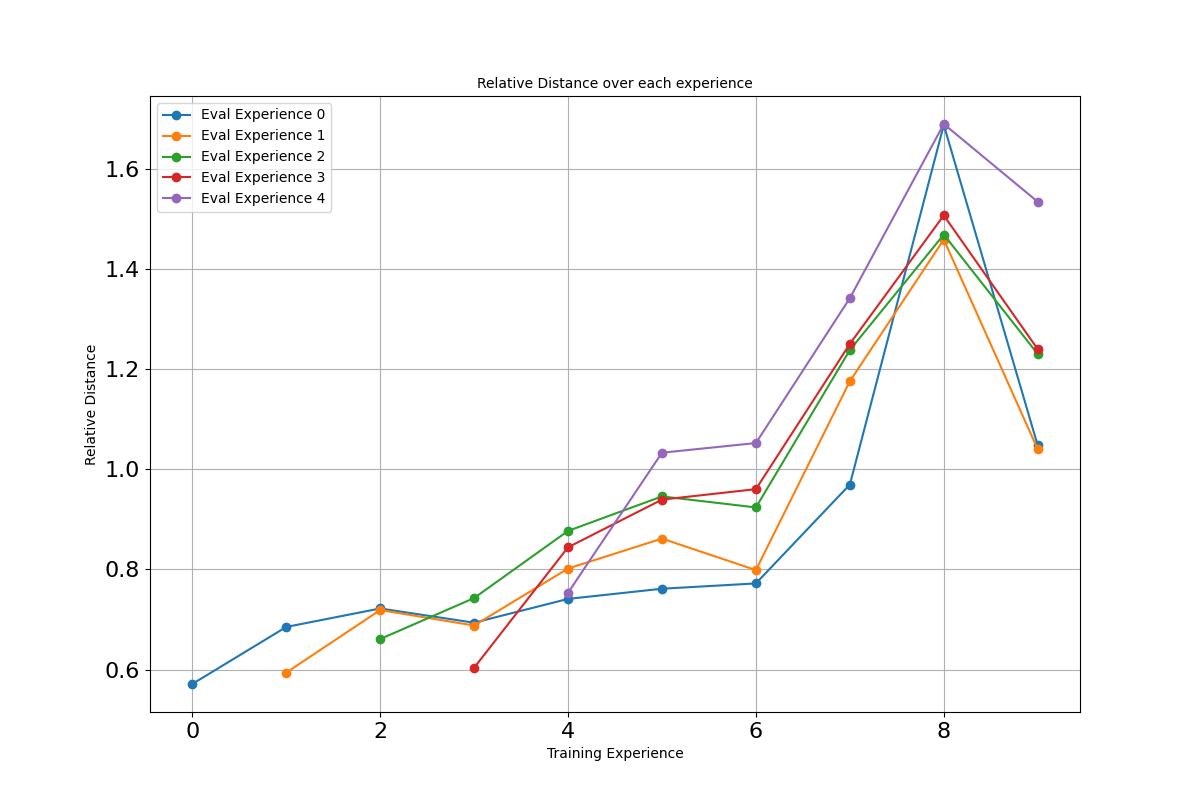 Relative Distance over each experience
Eval Experience 0
Eval Experience 1
Eval Experience 2
Eval Experience 3
Eval Experience 4
1.6
1.4
1.2
1.0
0.8
0.6
Relative Distance
0 2 4 6 8
Training Experience